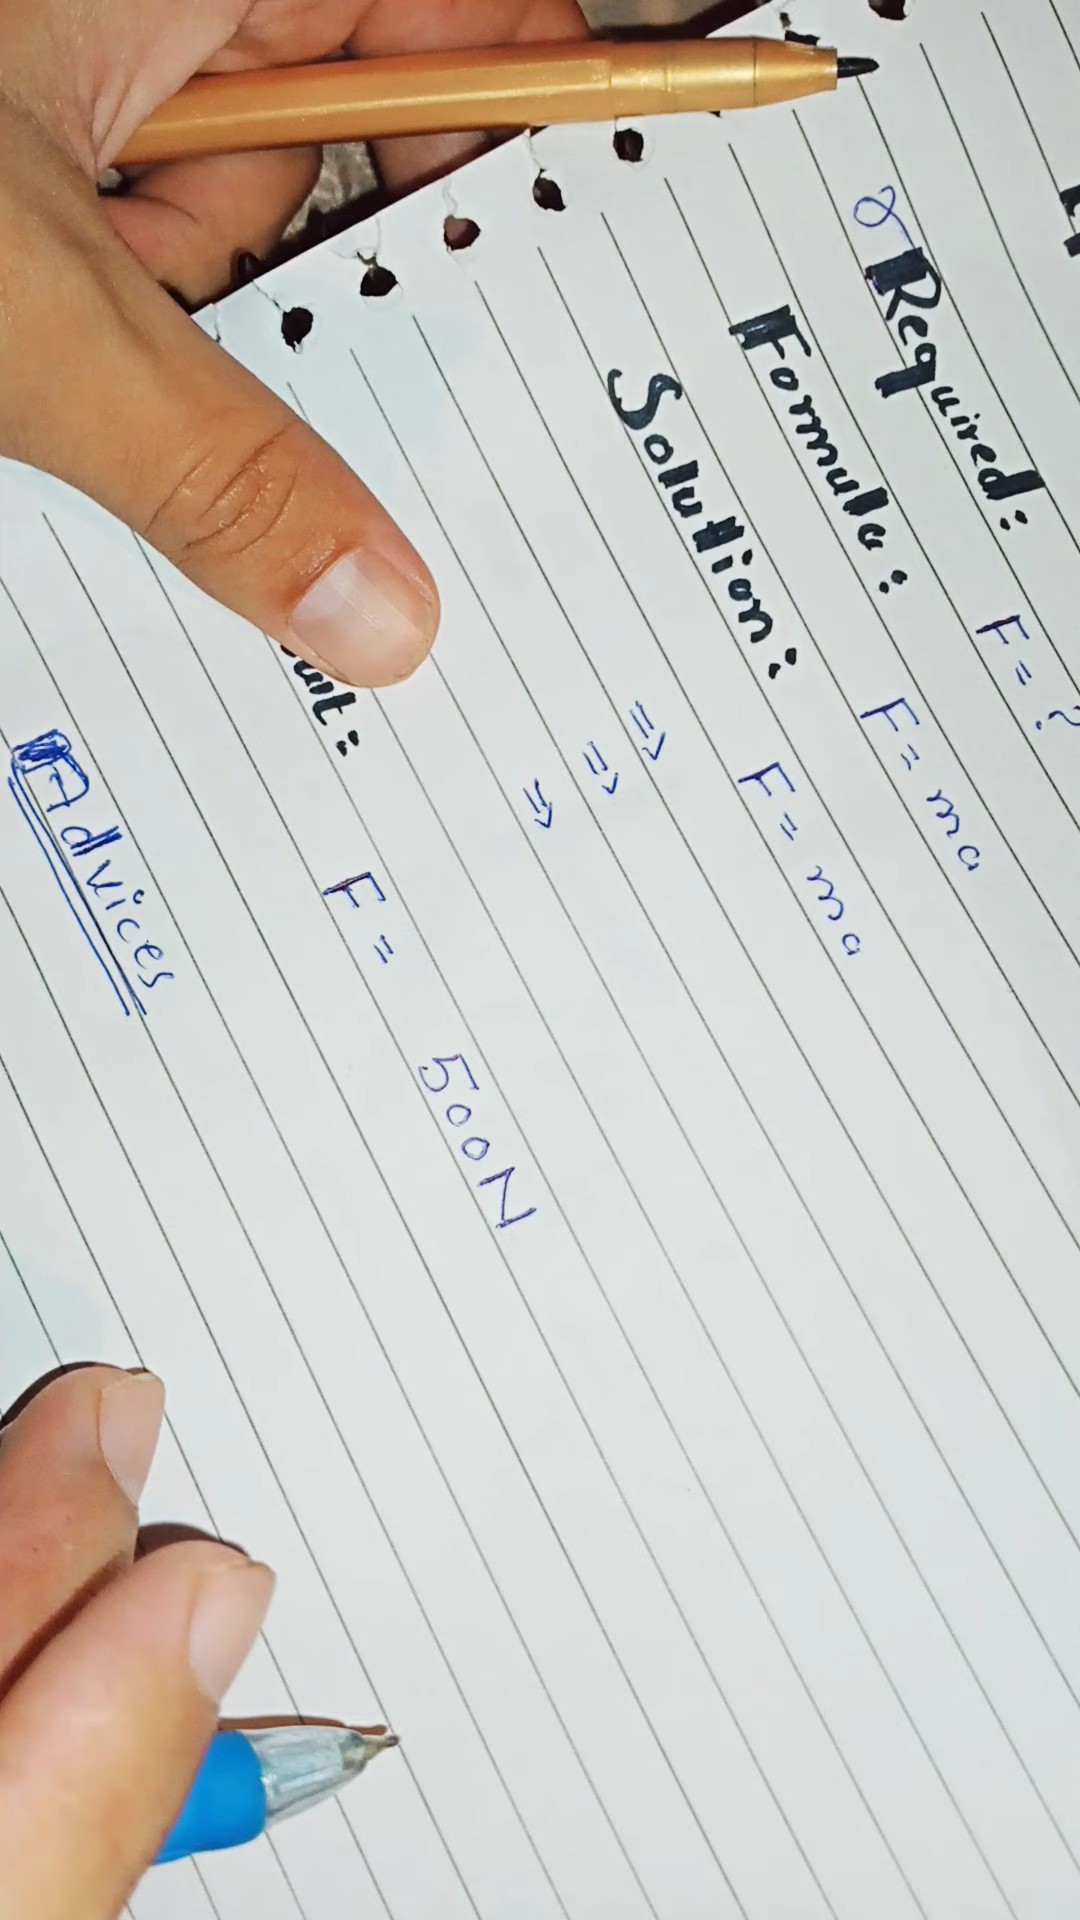 Required: F = ?
Formula: F = ma
Solution: F = ma
⇒
⇒
⇒
F = 500N
Advices